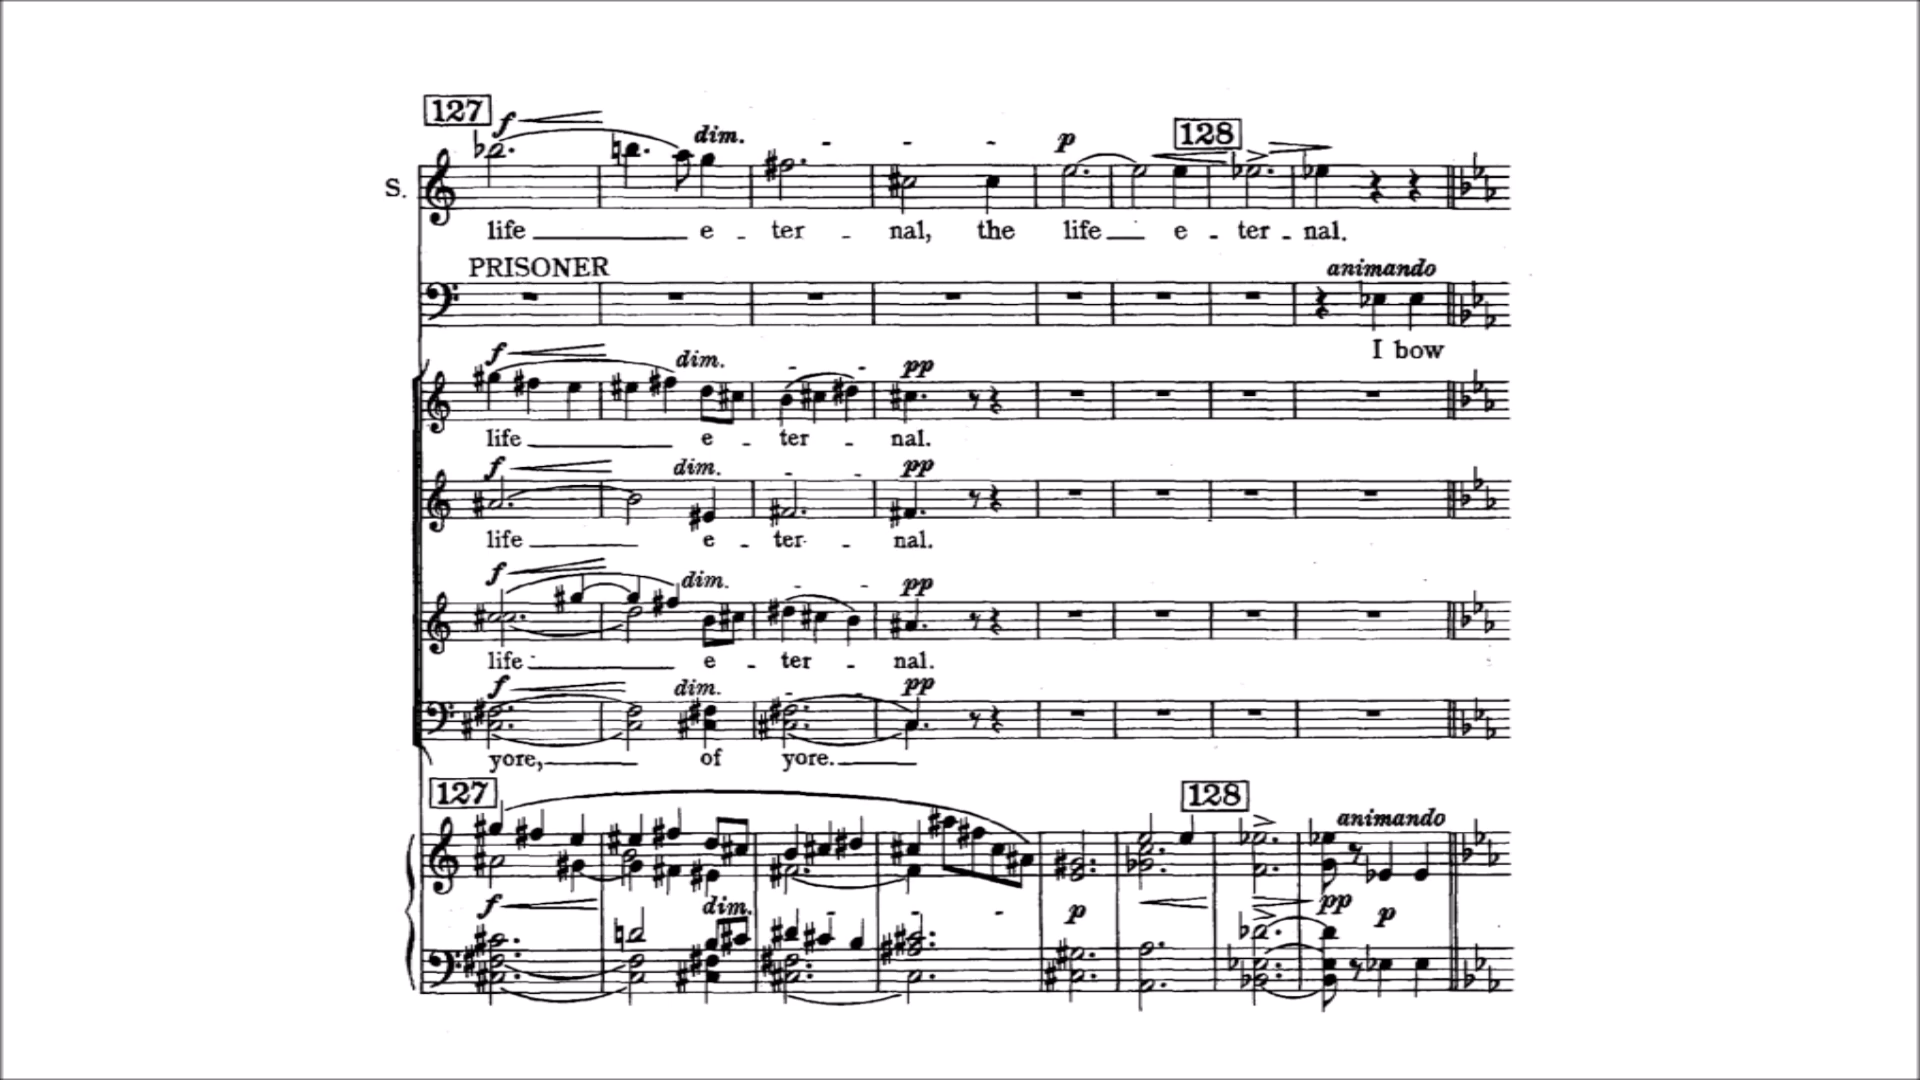 127
f dim. - - - p 128
S.
life e - ter - nal, the life e - ter - nal.
PRISONER
animando
I bow
f dim. - - pp
life e - ter - nal.
f dim. - - pp
life e - ter - nal.
f dim. - - pp
life e - ter - nal.
f dim. - - pp
yore, of yore.
127 128
animando
f dim. - - - p pp p